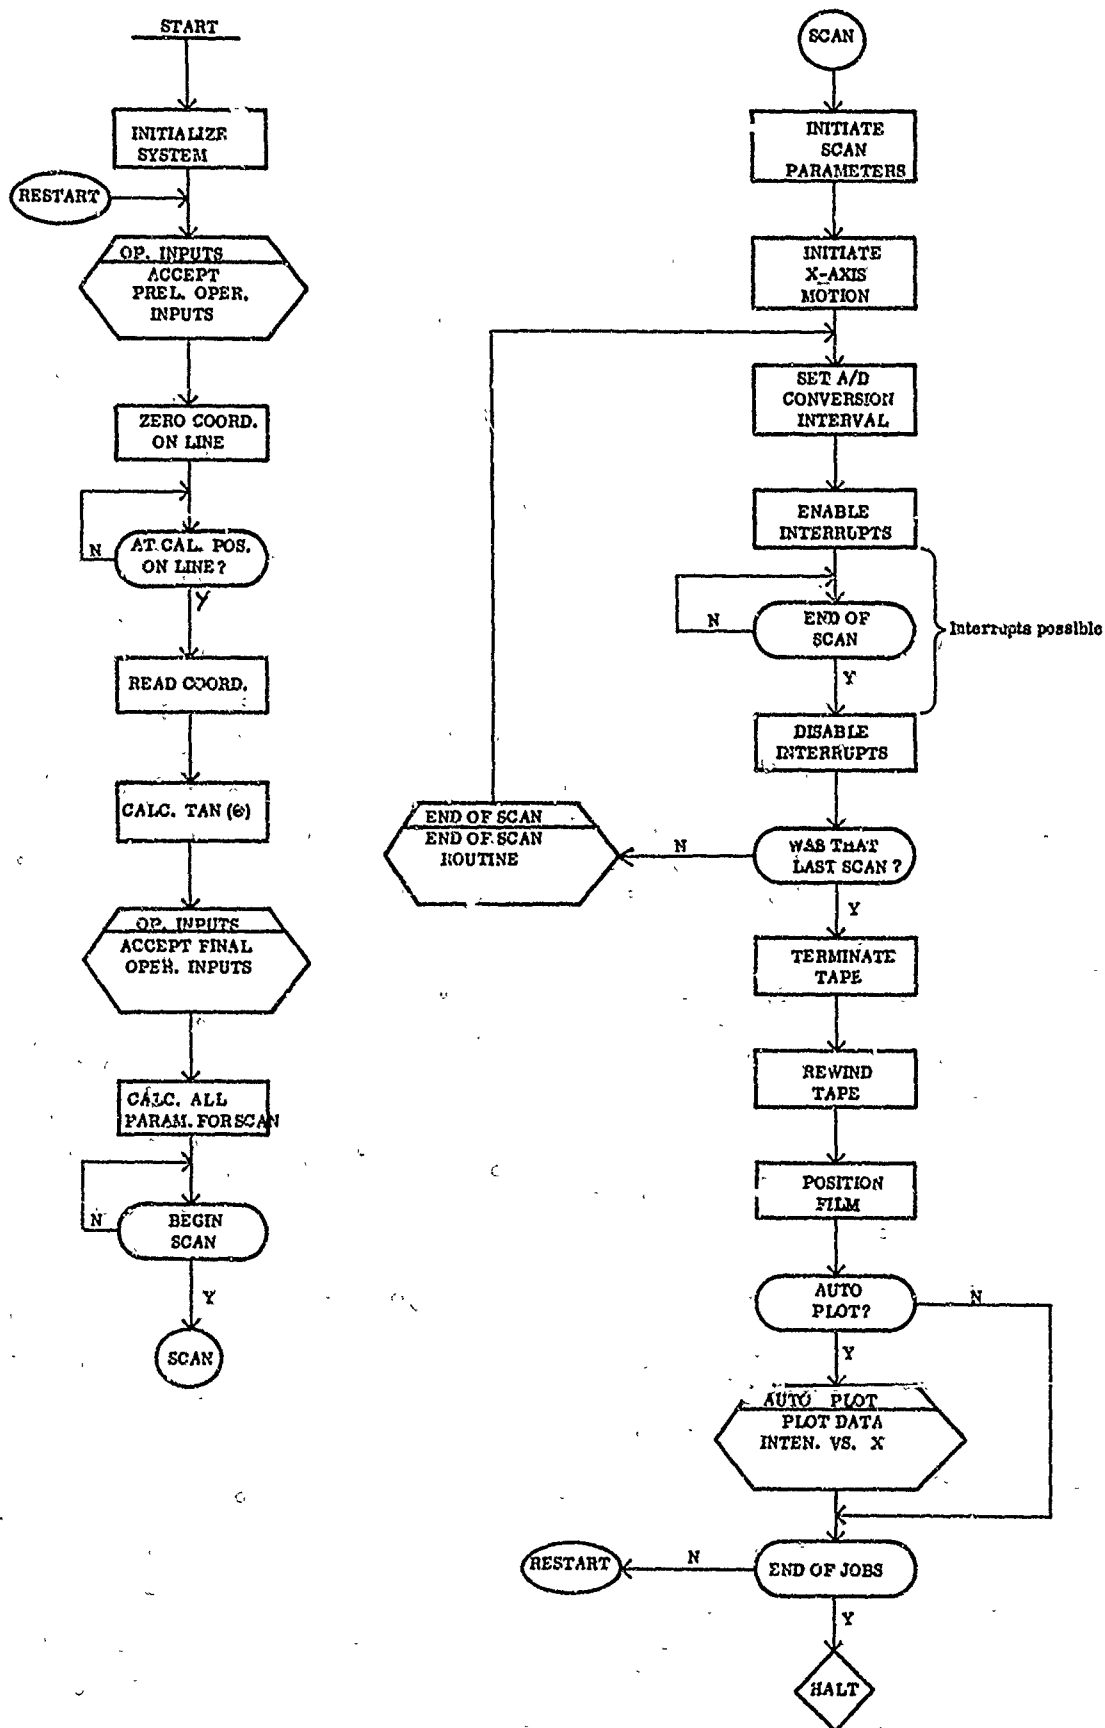 START
INITIALIZE
SYSTEM
RESTART
OP. INPUTS
ACCEPT
PREL. OPER.
INPUTS
ZERO COORD.
ON LINE
AT CAL. POS.
ON LINE?
N
Y
READ COORD.
CALC. TAN (Θ)
OP. INPUTS
ACCEPT FINAL
OPER. INPUTS
CALC. ALL
PARAM. FOR SCAN
BEGIN
SCAN
N
Y
SCAN
SCAN
INITIATE
SCAN
PARAMETERS
INITIATE
X-AXIS
MOTION
SET A/D
CONVERSION
INTERVAL
ENABLE
INTERRUPTS
END OF
SCAN
N
Y
Interrupts possible
DISABLE
INTERRUPTS
WAS THAT
LAST SCAN?
N
END OF SCAN
END OF SCAN
ROUTINE
Y
TERMINATE
TAPE
REWIND
TAPE
POSITION
FILM
AUTO
PLOT?
N
Y
AUTO PLOT
PLOT DATA
INTEN. VS. X
END OF JOBS
N
RESTART
Y
HALT